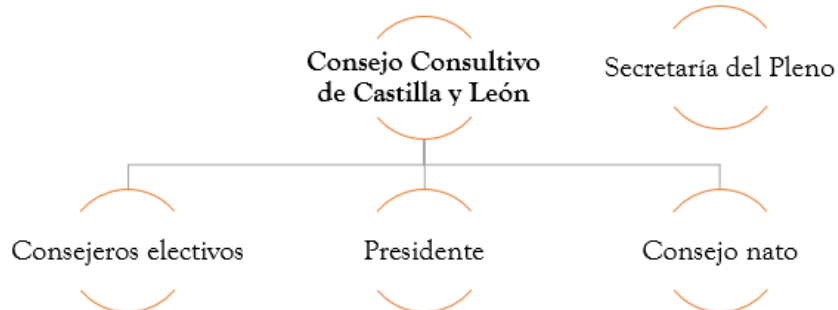 Consejo Consultivo
de Castilla y León
Secretaría del Pleno
Consejeros electivos
Presidente
Consejo nato